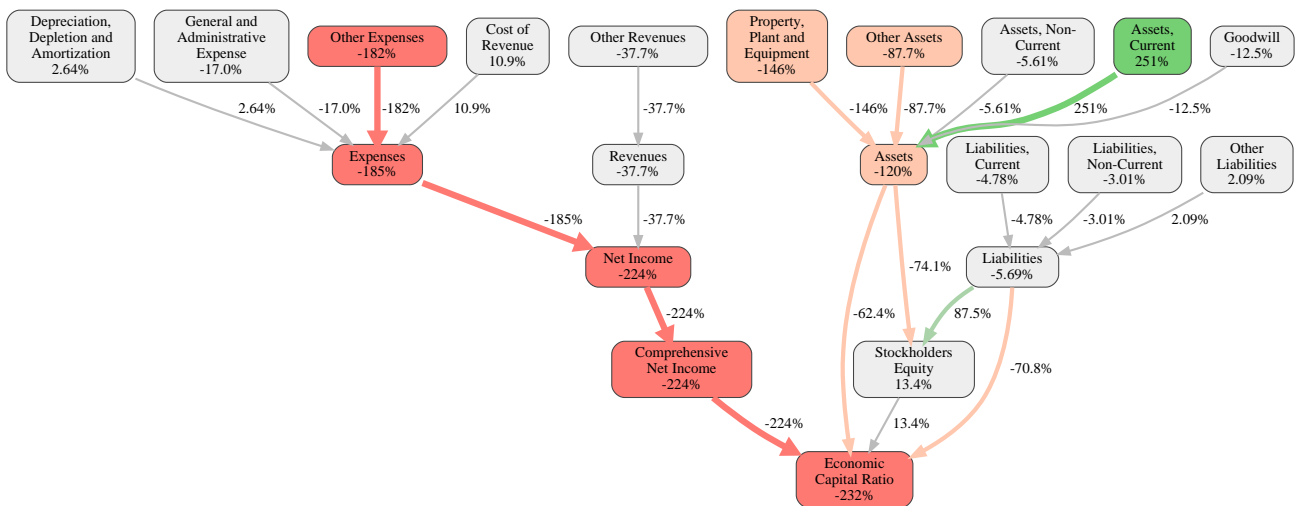 Depreciation,
Depletion and
Amortization
2.64%
General and
Administrative
Expense
-17.0%
Other Expenses
-182%
Cost of
Revenue
10.9%
Other Revenues
-37.7%
Property,
Plant and
Equipment
-146%
Other Assets
-87.7%
Assets, Non-
Current
-5.61%
Assets,
Current
251%
Goodwill
-12.5%
2.64%
-17.0%
-182%
10.9%
-37.7%
-146%
-87.7%
-5.61%
251%
-12.5%
Expenses
-185%
Revenues
-37.7%
Assets
-120%
Liabilities,
Current
-4.78%
Liabilities,
Non-Current
-3.01%
Other
Liabilities
2.09%
-185%
-37.7%
-4.78%
-3.01%
2.09%
Net Income
-224%
-74.1%
Liabilities
-5.69%
-224%
-62.4%
87.5%
Comprehensive
Net Income
-224%
Stockholders
Equity
13.4%
-70.8%
-224%
13.4%
Economic
Capital Ratio
-232%